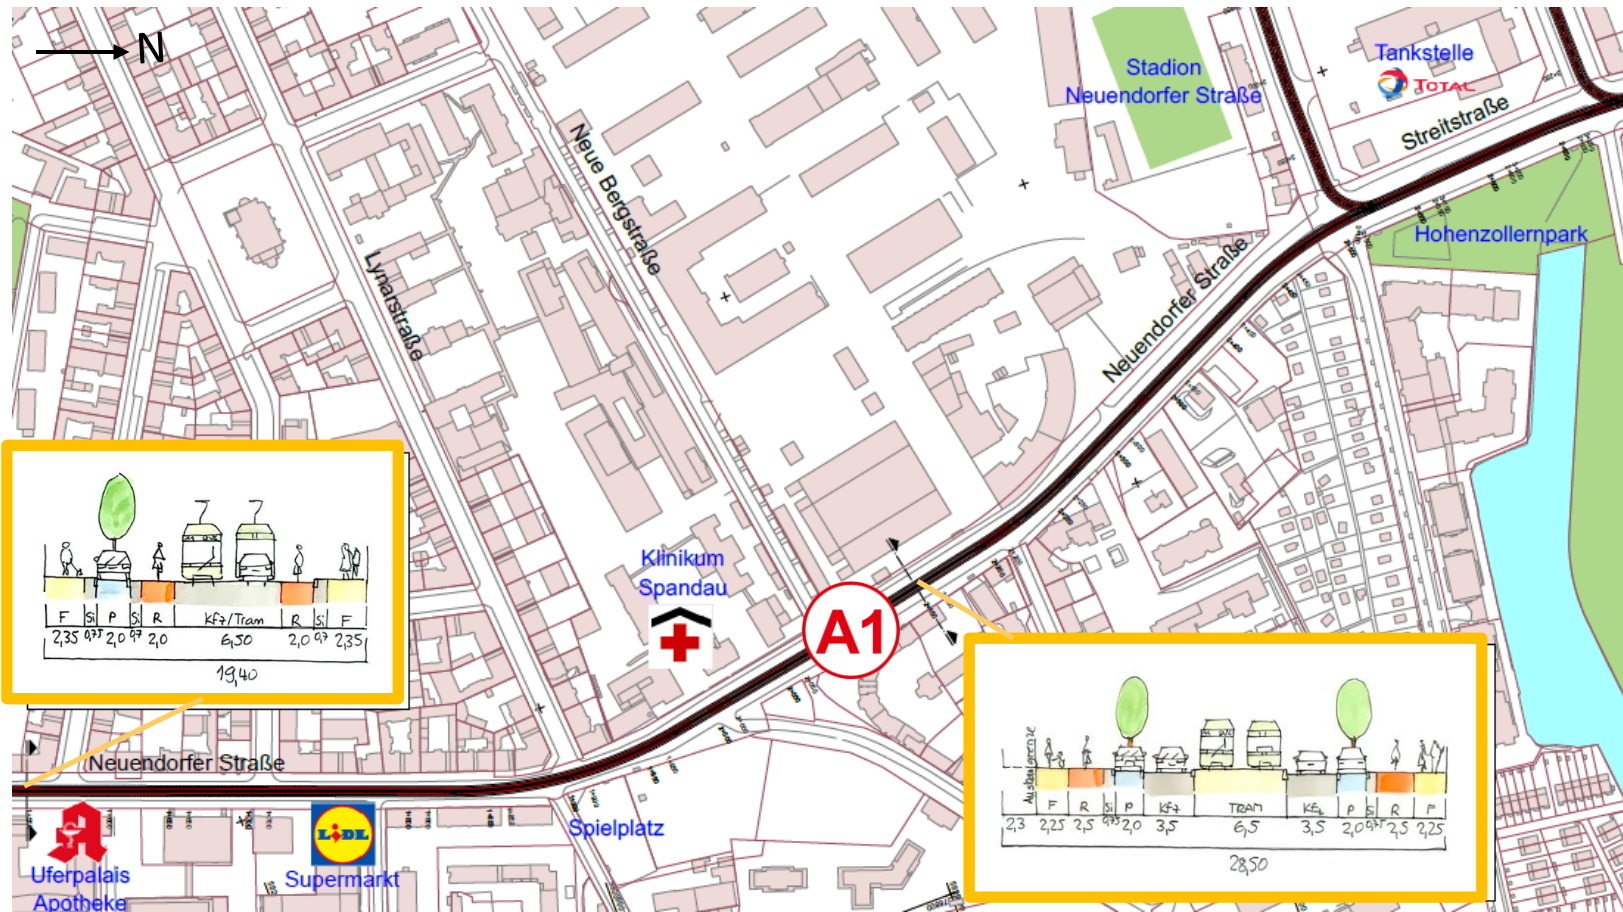 N
Stadion
Neuendorfer Straße
Tankstelle
TOTAL
Streitstraße
Hohenzollernpark
Neue Bergstraße
Lynarstraße
Neuendorfer Straße
Klinikum
Spandau
A1
F Si P Si R Kfz/Tram R Si F
2,35 0,75 2,0 0,7 2,0 6,50 2,0 0,7 2,35
19,40
Neuendorfer Straße
Uferpalais
Apotheke
LIDL
Supermarkt
Spielplatz
Ausbaugrenze
F R Si P Kfz TRAM Kfz P Si R F
2,3 2,25 2,5 0,75 2,0 3,5 6,5 3,5 2,0 0,75 2,5 2,25
28,50